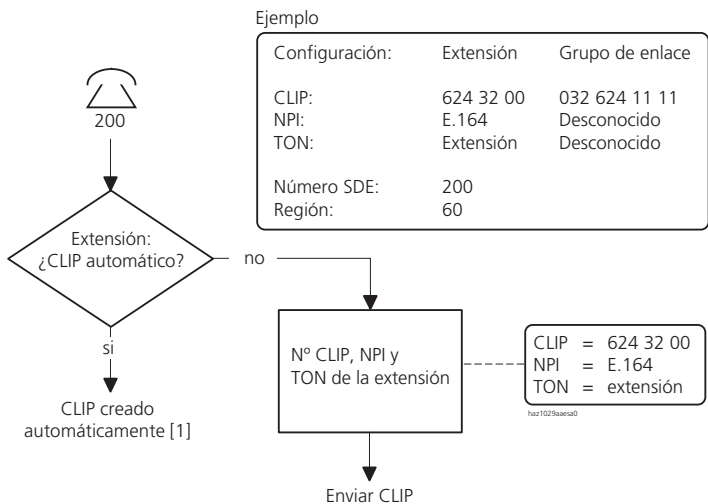 Ejemplo
Configuración: Extensión Grupo de enlace
CLIP: 624 32 00 032 624 11 11
NPI: E.164 Desconocido
TON: Extensión Desconocido
Número SDE: 200
Región: 60
200
Extensión:
¿CLIP automático?
no
si
CLIP creado
automáticamente [1]
Nº CLIP, NPI y
TON de la extensión
CLIP = 624 32 00
NPI = E.164
TON = extensión
haz1029aaesa0
Enviar CLIP